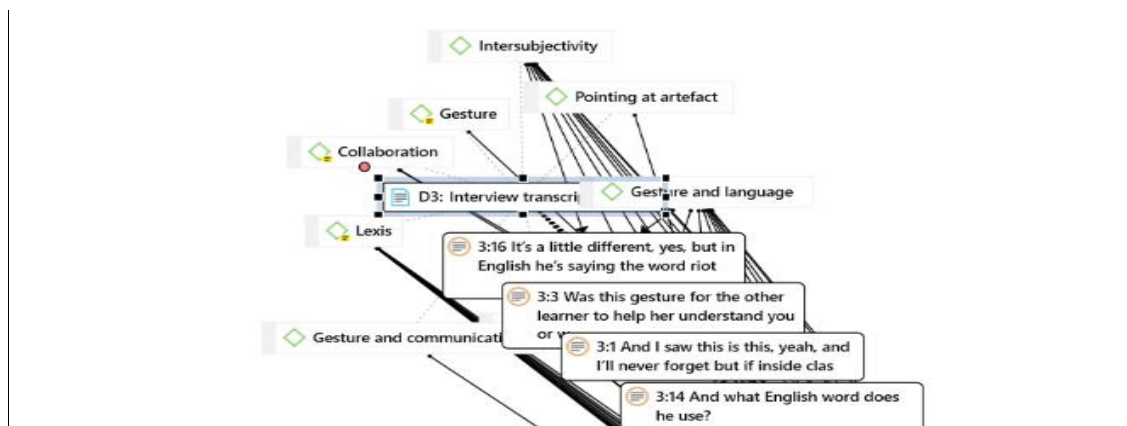 Intersubjectivity
Pointing at artefact
Gesture
Collaboration
D3: Interview transcri
Gesture and language
Lexis
3:16 It's a little different, yes, but in
English he's saying the word riot
3:3 Was this gesture for the other
learner to help her understand you
or
Gesture and communicati
3:1 And I saw this is this, yeah, and
I'll never forget but if inside clas
3:14 And what English word does
he use?